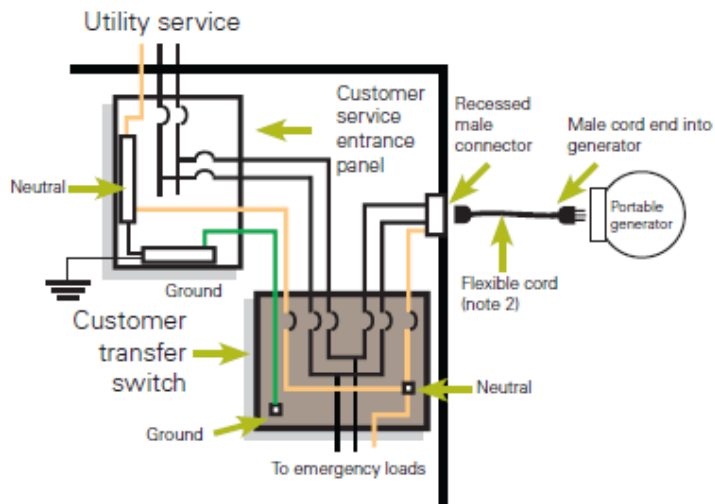 Utility service
Customer
service
entrance
panel
Recessed
male
connector
Male cord end into
generator
Neutral
Portable
generator
Flexible cord
(note 2)
Ground
Customer
transfer
switch
Neutral
Ground
To emergency loads